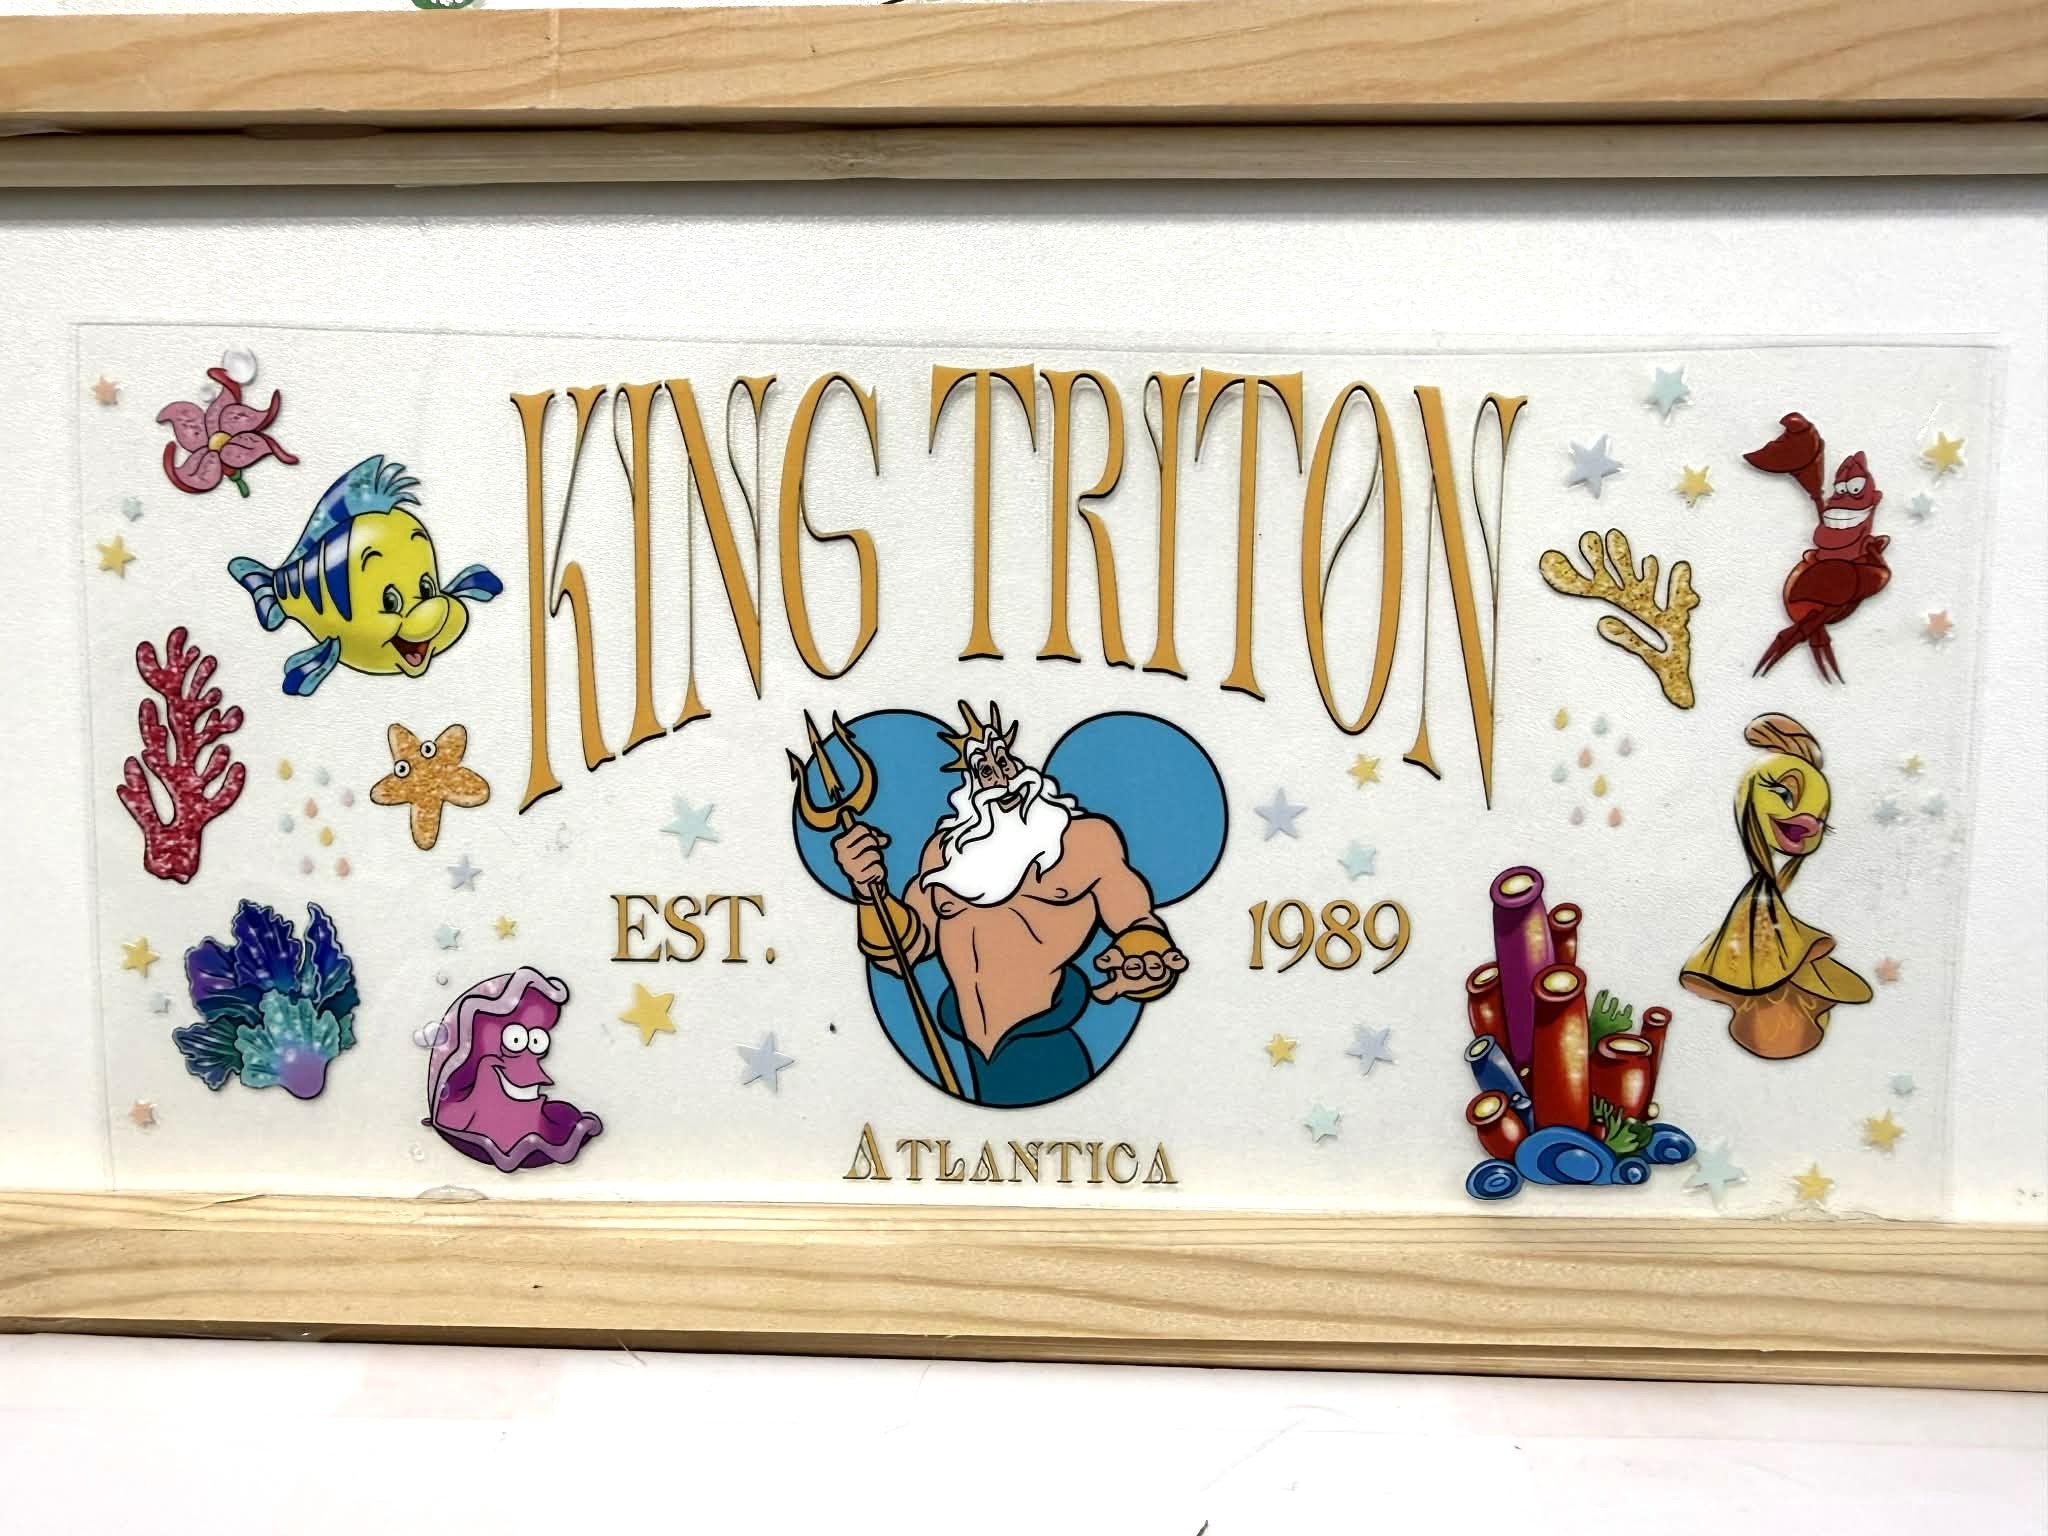 KING TRITON
EST. 1989
ATLANTICA